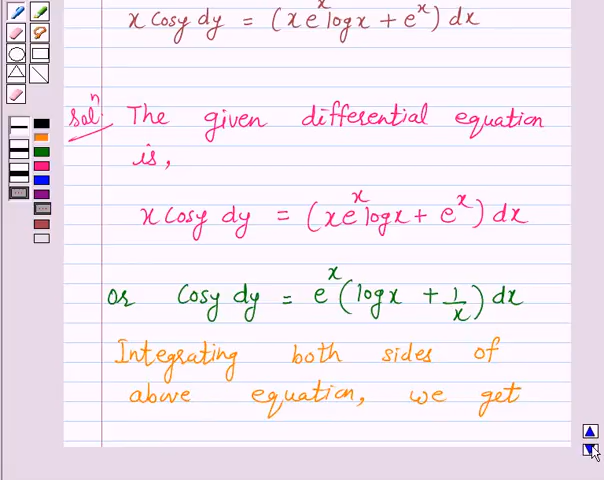 x cosy dy = (xe^x logx + e^x) dx
Solⁿ. The given differential equation
is,
x cosy dy = (xe^x logx + e^x) dx
or cosy dy = e^x (logx + 1/x) dx
Integrating both sides of
above equation, we get